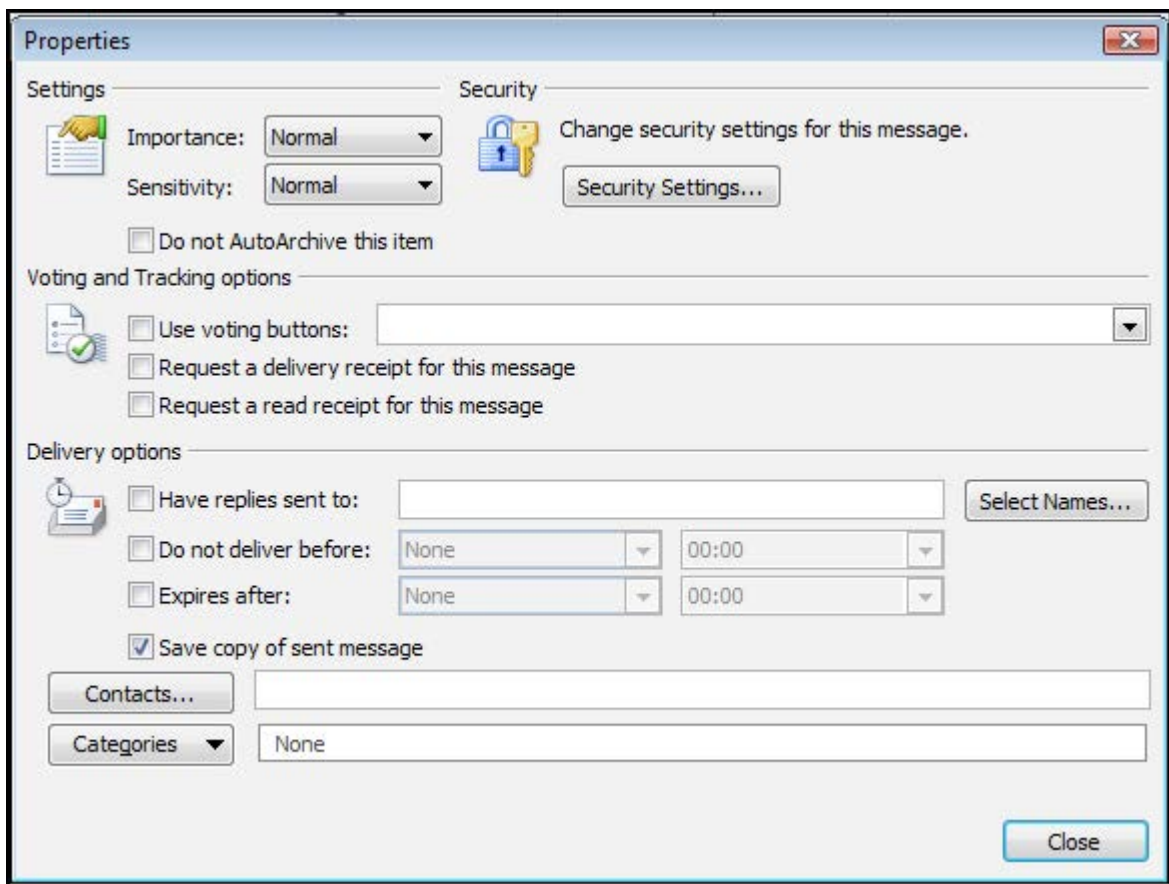 Properties
Settings Security
Importance: Normal Change security settings for this message.
Sensitivity: Normal Security Settings...
Do not AutoArchive this item
Voting and Tracking options
Use voting buttons:
Request a delivery receipt for this message
Request a read receipt for this message
Delivery options
Have replies sent to: Select Names...
Do not deliver before: None 00:00
Expires after: None 00:00
Save copy of sent message
Contacts...
Categories None
Close